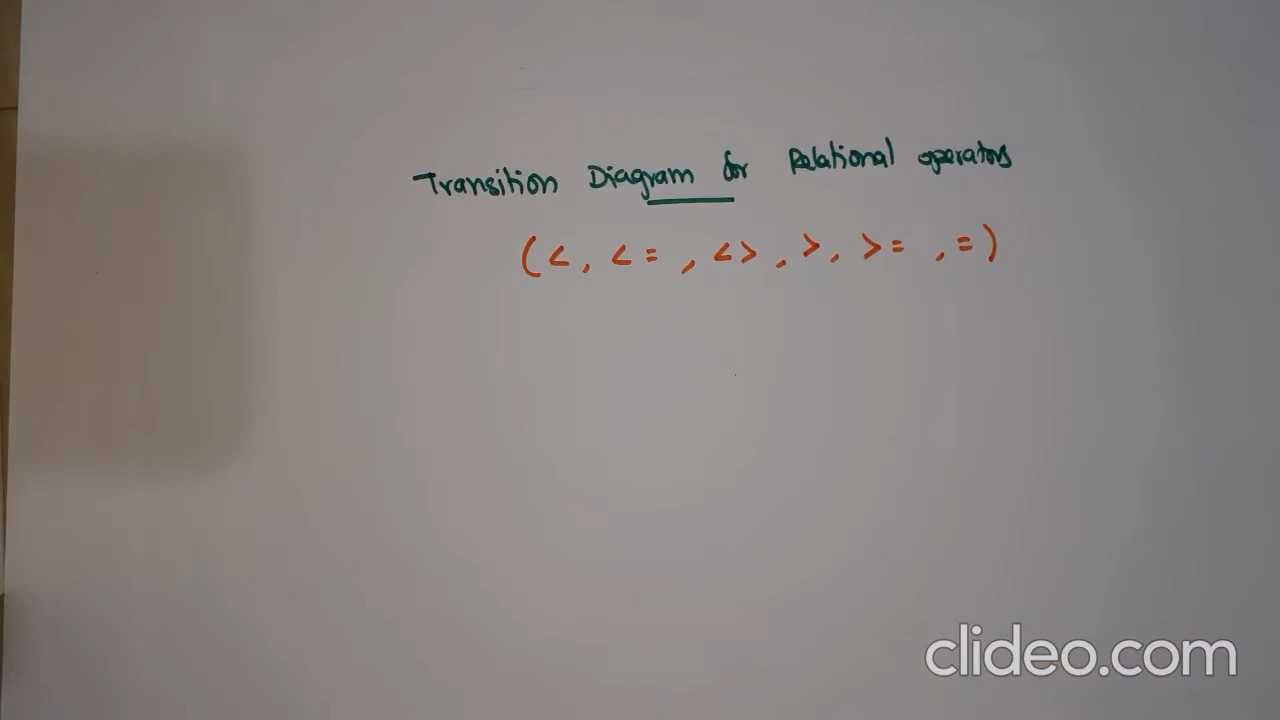 Transition Diagram for Relational operators
(<, <=, <>, >, >=, =)
clideo.com